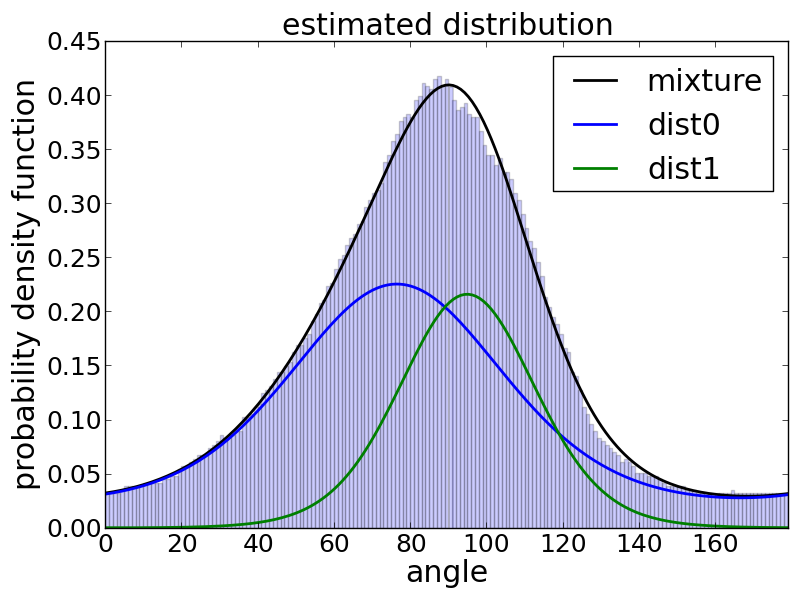 estimated distribution
probability density function
0.45
0.40
0.35
0.30
0.25
0.20
0.15
0.10
0.05
0.00
mixture
dist0
dist1
0 20 40 60 80 100 120 140 160
angle